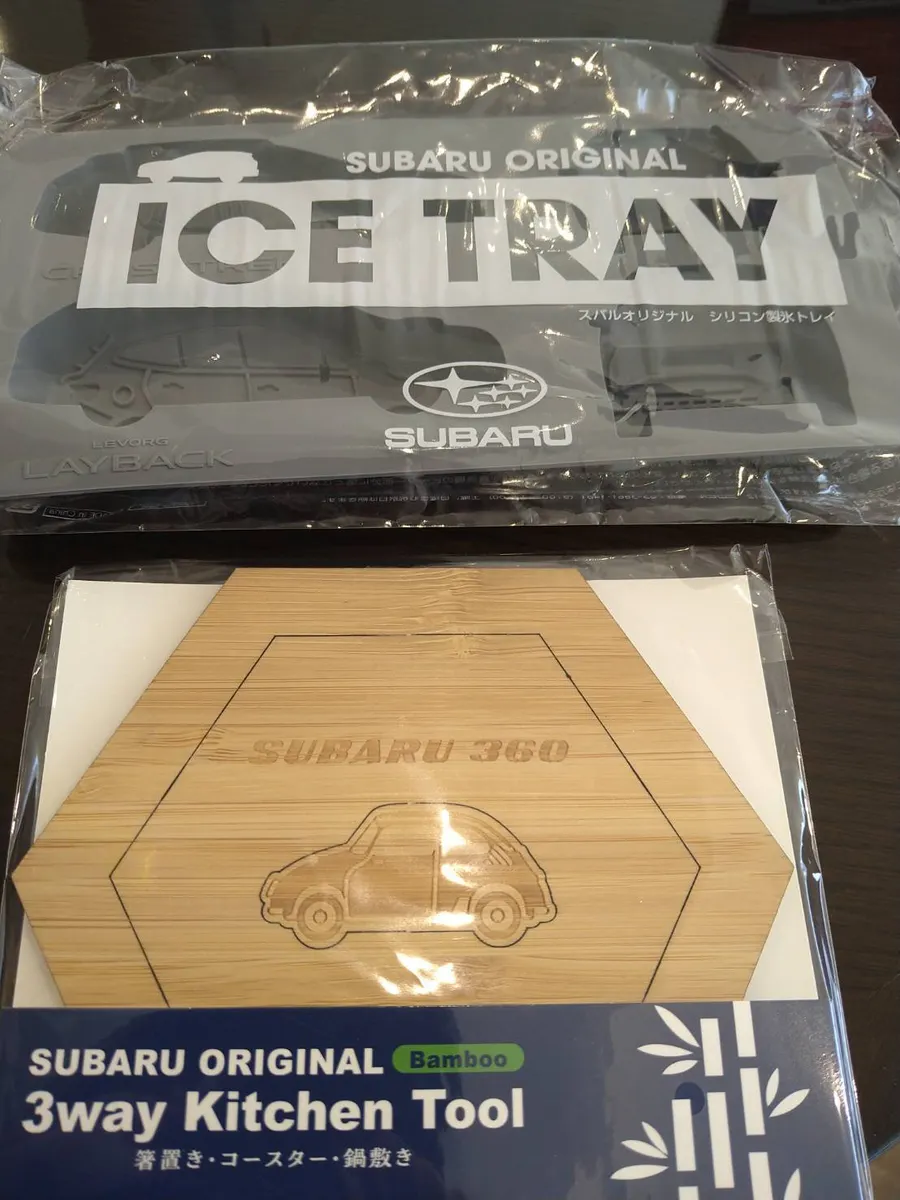 SUBARU ORIGINAL
ICE TRAY
スバルオリジナル シリコン製氷トレイ
SUBARU
LEVORG
LAYBACK
SUBARU 360
SUBARU ORIGINAL Bamboo
3way Kitchen Tool
箸置き・コースター・鍋敷き